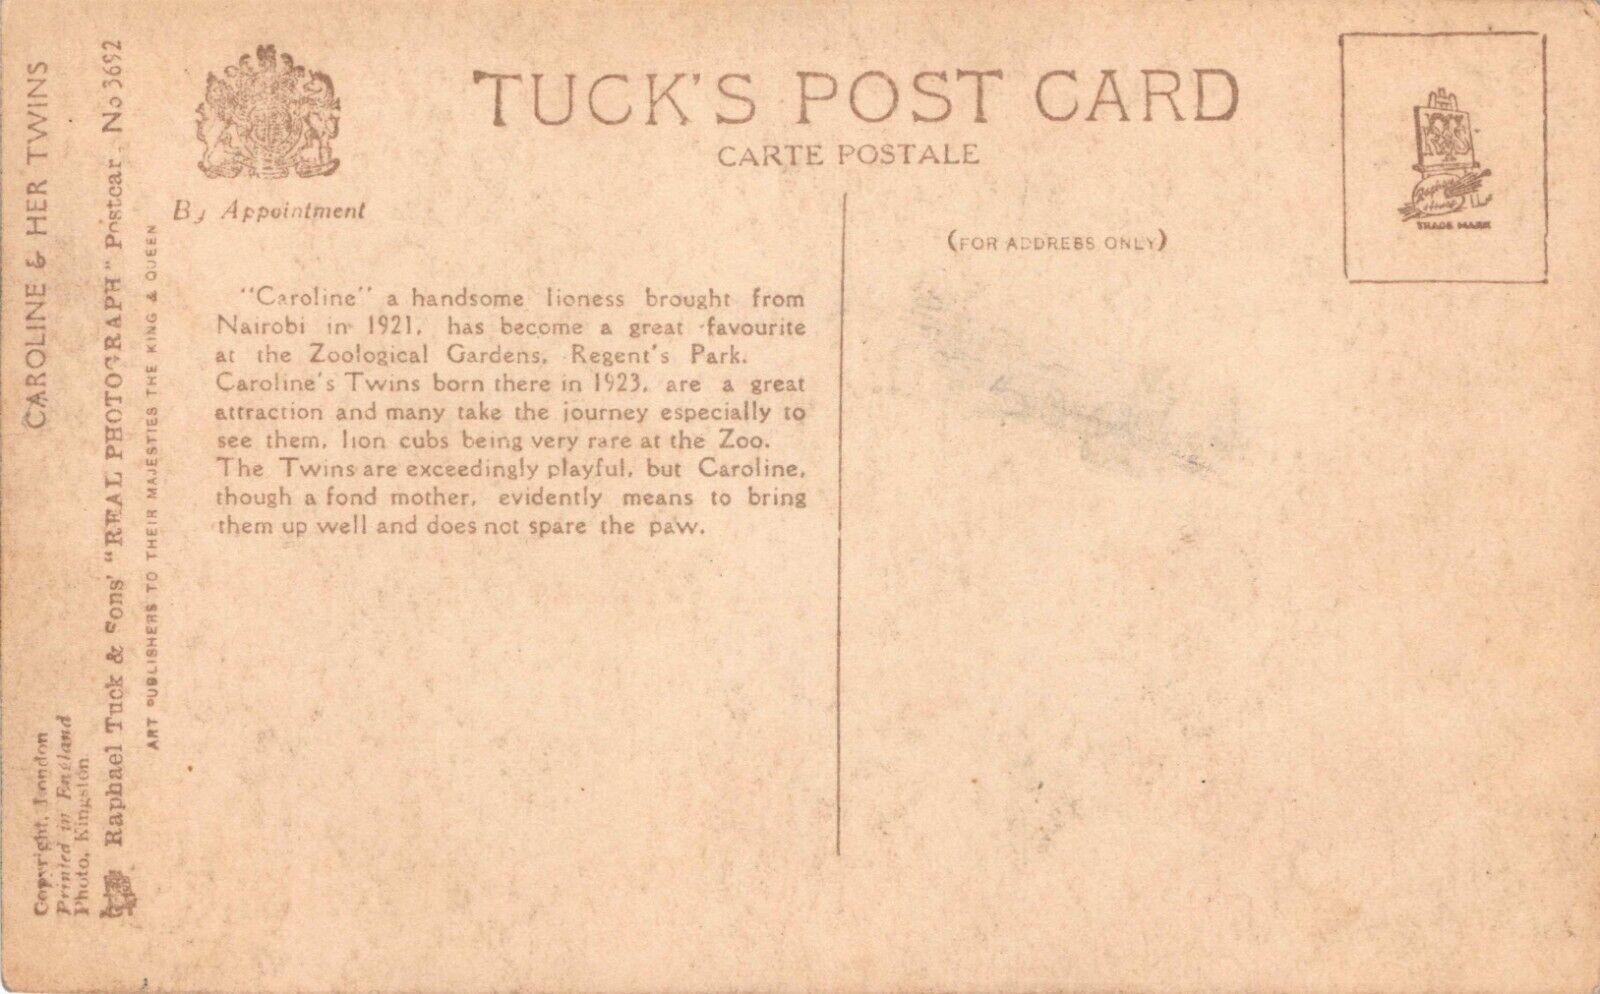 CAROLINE & HER TWINS
Copyright, London
Printed in England
Photo, Kingston
Raphael Tuck & Sons' "REAL PHOTOGRAPH" Postcar. No 3692
ART PUBLISHERS TO THEIR MAJESTIES THE KING & QUEEN
By Appointment
TUCK'S POST CARD
CARTE POSTALE
(FOR ADDRESS ONLY)
Raphael
House
TRADE MARK
"Caroline" a handsome lioness brought from
Nairobi in 1921, has become a great favourite
at the Zoological Gardens, Regent's Park.
Caroline's Twins born there in 1923, are a great
attraction and many take the journey especially to
see them, lion cubs being very rare at the Zoo.
The Twins are exceedingly playful, but Caroline,
though a fond mother, evidently means to bring
them up well and does not spare the paw.